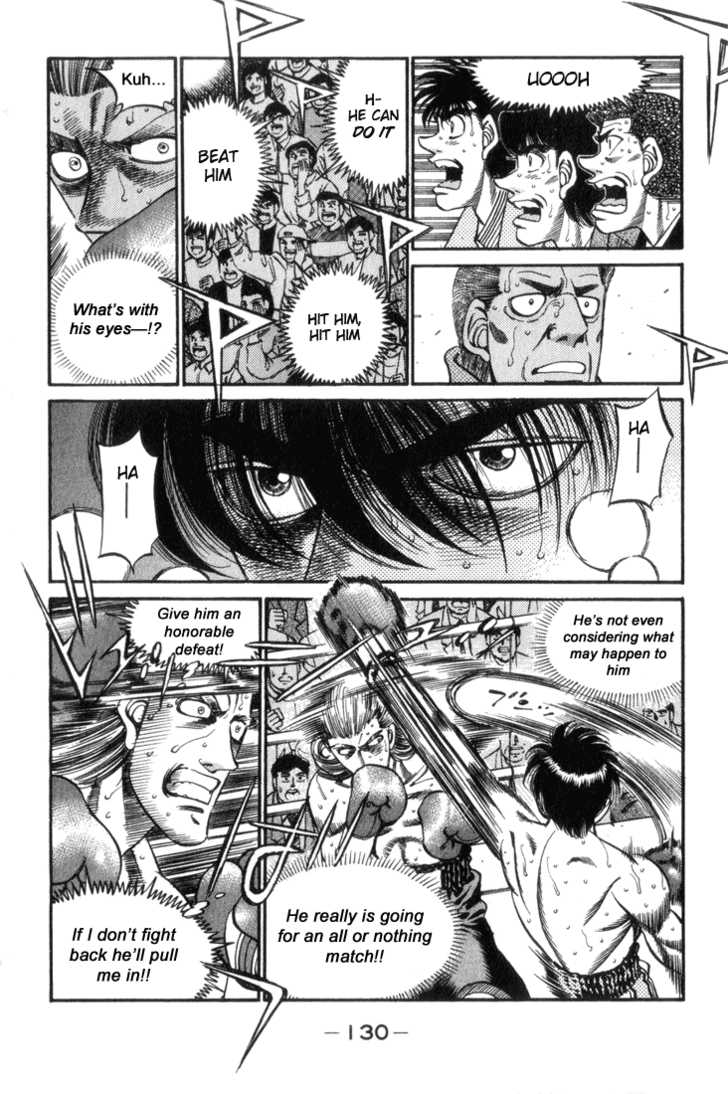 UOOOH
H-
HE CAN
DO IT
BEAT
HIM
HIT HIM,
HIT HIM
Kuh...
What's with
his eyes—!?
HA
—
HA
—
He's not even
considering what
may happen to
him
He really is going
for an all or nothing
match!!
Give him an
honorable
defeat!
If I don't fight
back he'll pull
me in!!
—130—